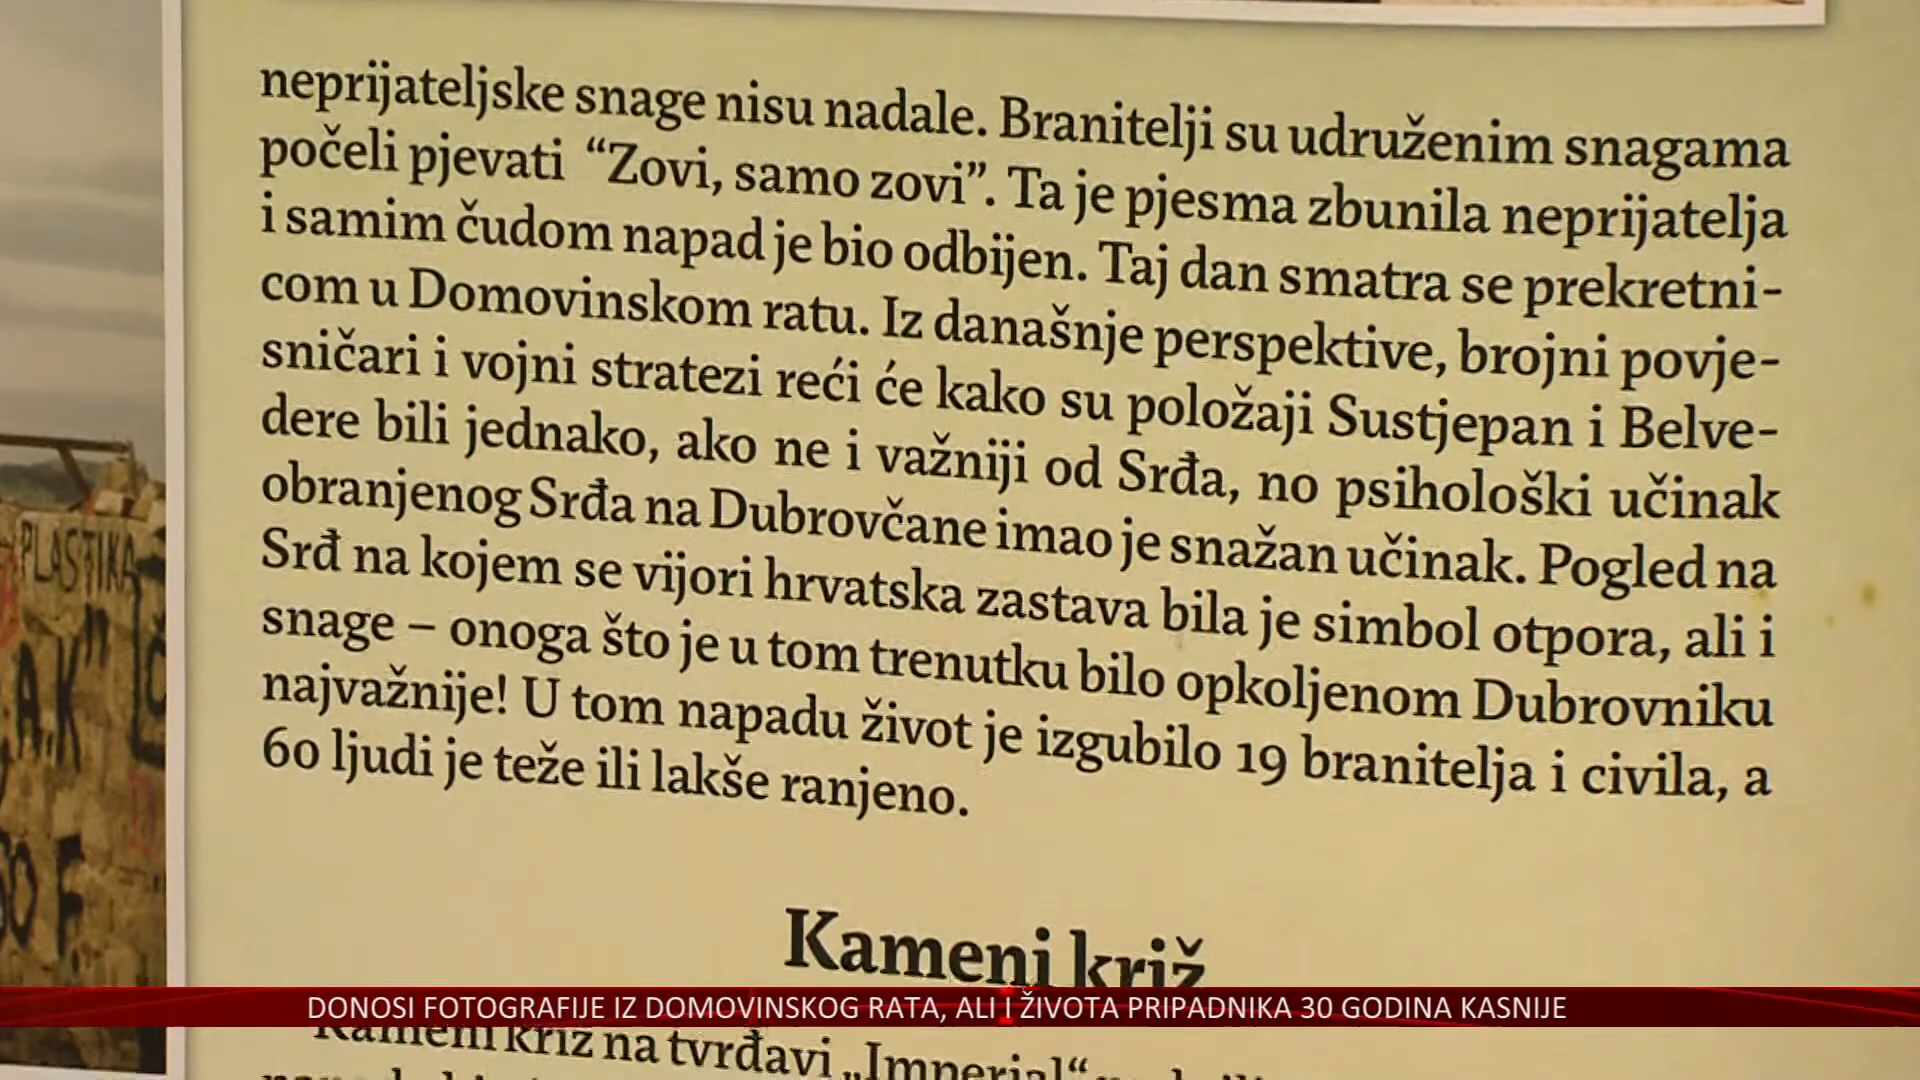 neprijateljske snage nisu nadale. Branitelji su udruženim snagama
počeli pjevati “Zovi, samo zovi”. Ta je pjesma zbunila neprijatelja
i samim čudom napad je bio odbijen. Taj dan smatra se prekretni-
com u Domovinskom ratu. Iz današnje perspektive, brojni povje-
sničari i vojni stratezi reći će kako su položaji Sustjepan i Belve-
dere bili jednako, ako ne i važniji od Srđa, no psihološki učinak
obranjenog Srđa na Dubrovčane imao je snažan učinak. Pogled na
Srđ na kojem se vijori hrvatska zastava bila je simbol otpora, ali i
snage – onoga što je u tom trenutku bilo opkoljenom Dubrovniku
najvažnije! U tom napadu život je izgubilo 19 branitelja i civila, a
60 ljudi je teže ili lakše ranjeno.
PLASTIKA
Kameni križ
DONOSI FOTOGRAFIJE IZ DOMOVINSKOG RATA, ALI I ŽIVOTA PRIPADNIKA 30 GODINA KASNIJE
Kameni križ na tvrđavi „Imperial“